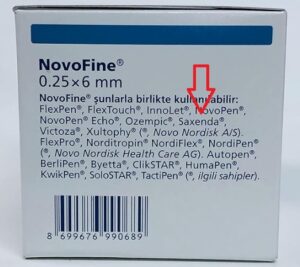 NovoFine®
0.25×6 mm
NovoFine® şunlarla birlikte kullanılabilir:
FlexPen®, FlexTouch®, InnoLet®, NovoPen®,
NovoPen® Echo®, Ozempic®, Saxenda®,
Victoza®, Xultophy® (®, Novo Nordisk A/S).
FlexPro®, Norditropin® NordiFlex®, NordiPen®
(®, Novo Nordisk Health Care AG). Autopen®,
BerliPen®, Byetta®, ClikSTAR®, HumaPen®,
KwikPen®, SoloSTAR®, TactiPen® (®, ilgili sahipler).
8 699676 990689